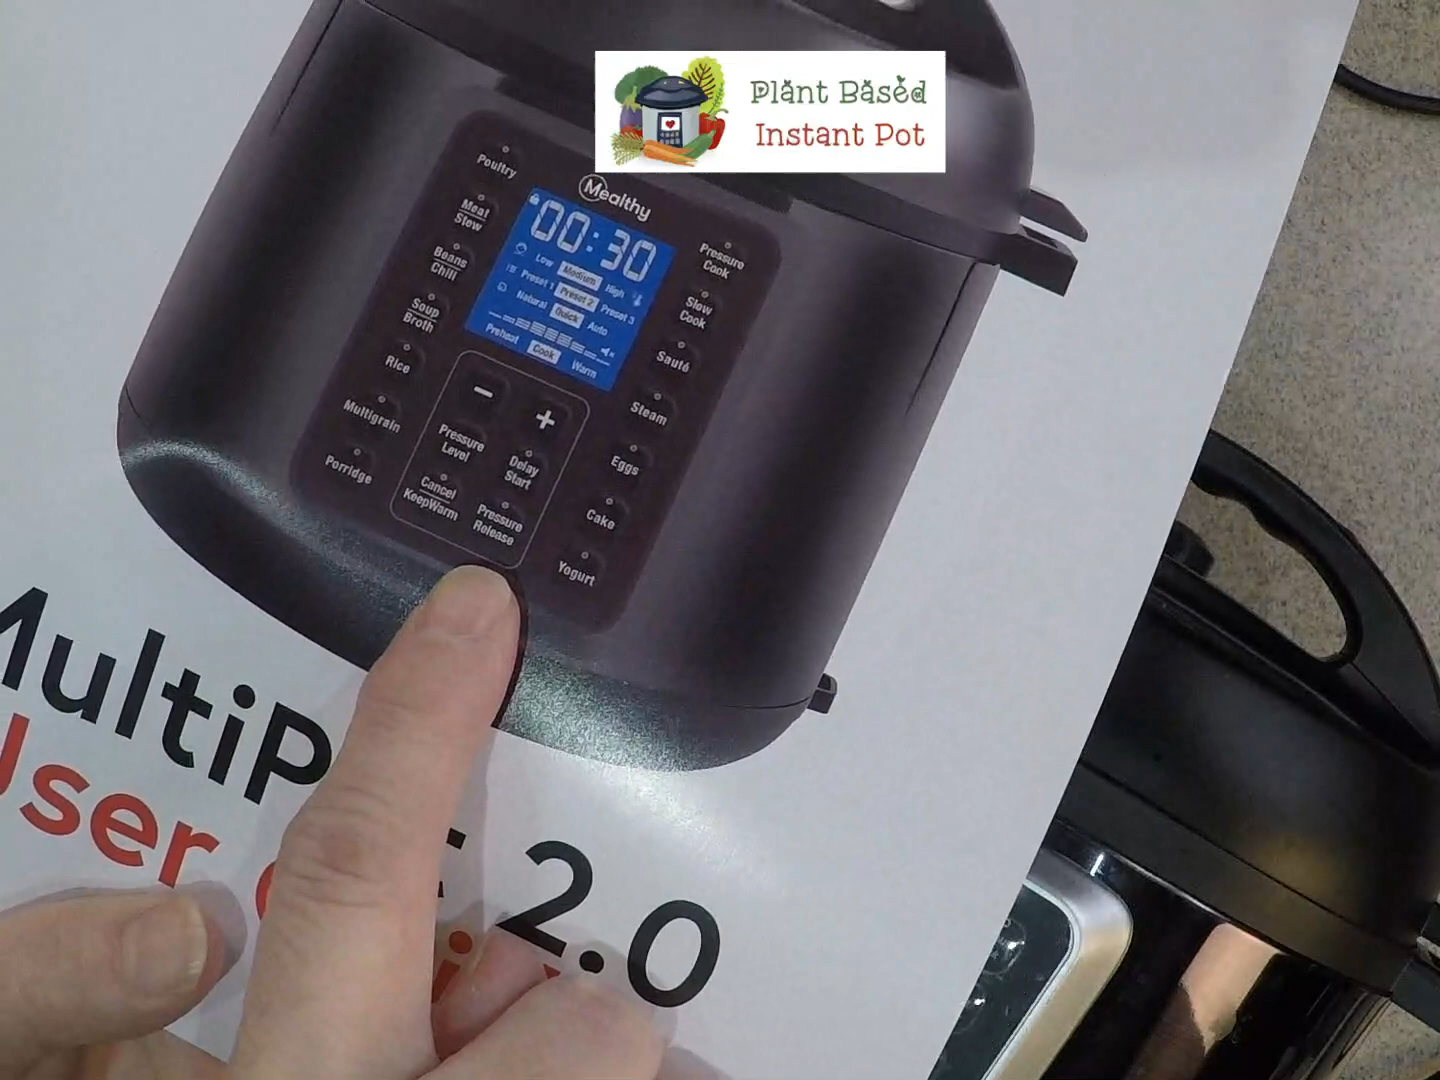 Plant Based
Instant Pot
Mealthy
00:30
Low Medium High
Preset 1 Preset 2 Preset 3
Natural Quick Auto
Preheat Cook Warm
Poultry
Meat
Stew
Beans
Chili
Soup
Broth
Rice
Multigrain
Porridge
−
+
Pressure
Level
Delay
Start
Cancel
KeepWarm
Pressure
Release
Pressure
Cook
Slow
Cook
Sauté
Steam
Eggs
Cake
Yogurt
MultiP 2.0
User